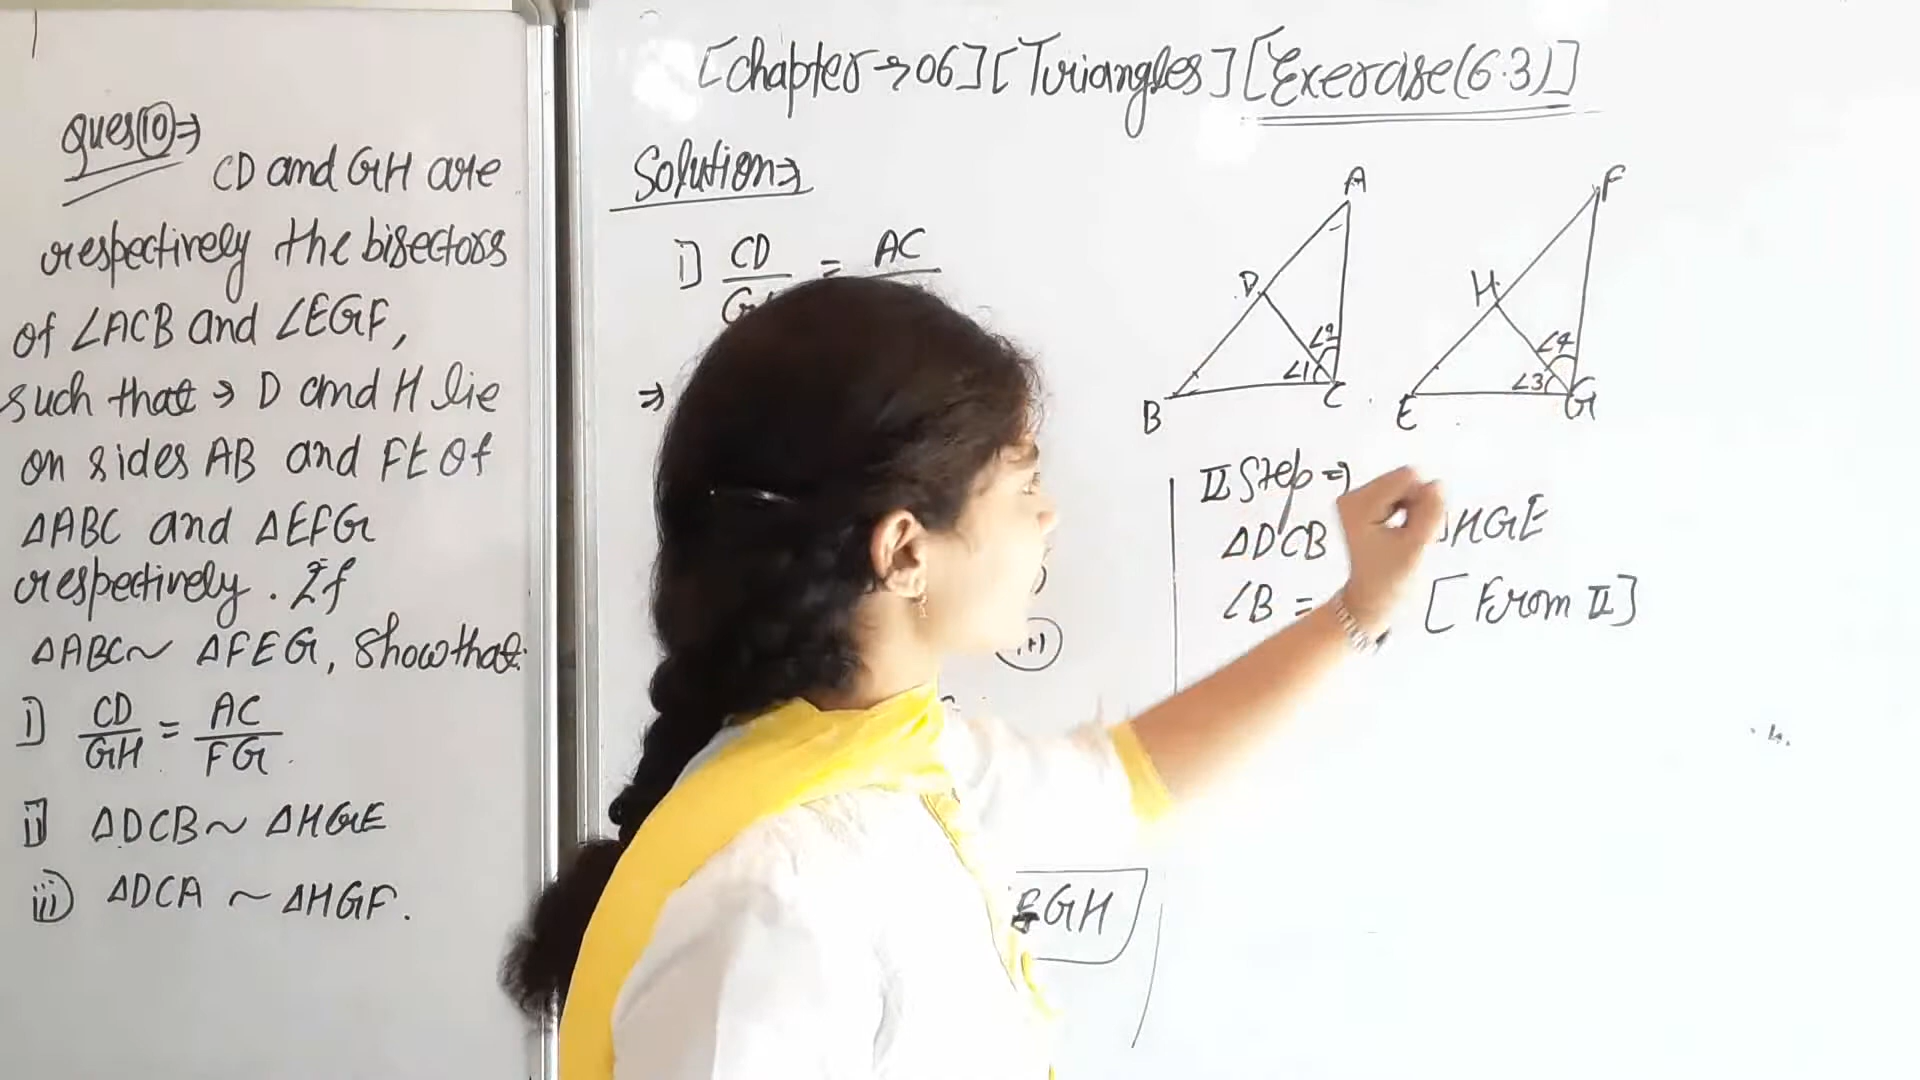 Ques(10)⇒
CD and GH are
respectively the bisectors
of ∠ACB and ∠EGF,
such that → D and H lie
on sides AB and FE of
ΔABC and ΔEFG
respectively. If
ΔABC ~ ΔFEG, Show that:
i] CD/GH = AC/FG.
ii] ΔDCB ~ ΔHGE
iii) ΔDCA ~ ΔHGF.
[Chapter→06] [Triangles] [Exercise(6.3)]
Solution⇒
i] CD = AC
⇒
A
D
∠2
∠1
B
C
F
H
∠4
∠3
E
G
II Step ⇒
ΔDCB HGE
∠B = [From II]
GH